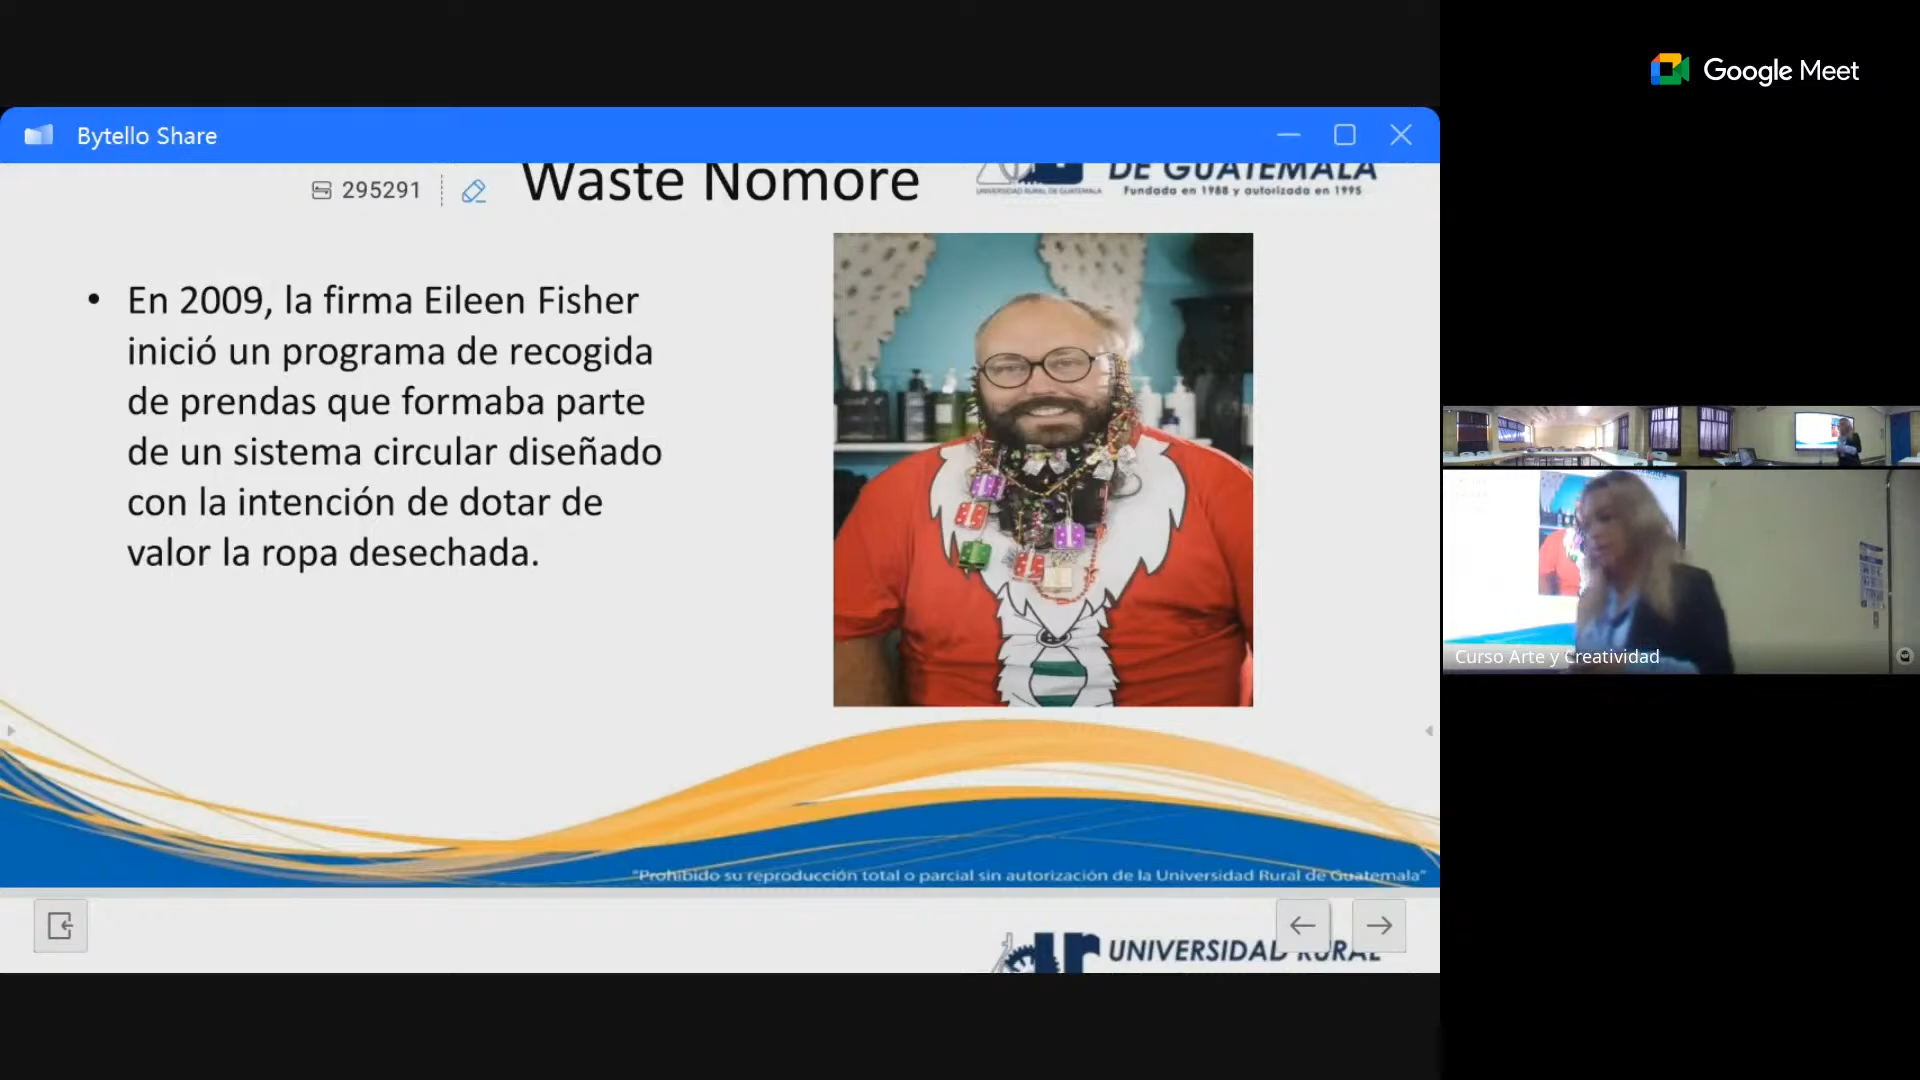 Google Meet
Bytello Share
295291
Waste Nomore
DE GUATEMALA
UNIVERSIDAD RURAL DE GUATEMALA
Fundada en 1988 y autorizada en 1995
• En 2009, la firma Eileen Fisher
inició un programa de recogida
de prendas que formaba parte
de un sistema circular diseñado
con la intención de dotar de
valor la ropa desechada.
"Prohibido su reproducción total o parcial sin autorización de la Universidad Rural de Guatemala"
ur UNIVERSIDAD RURAL
Curso Arte y Creatividad